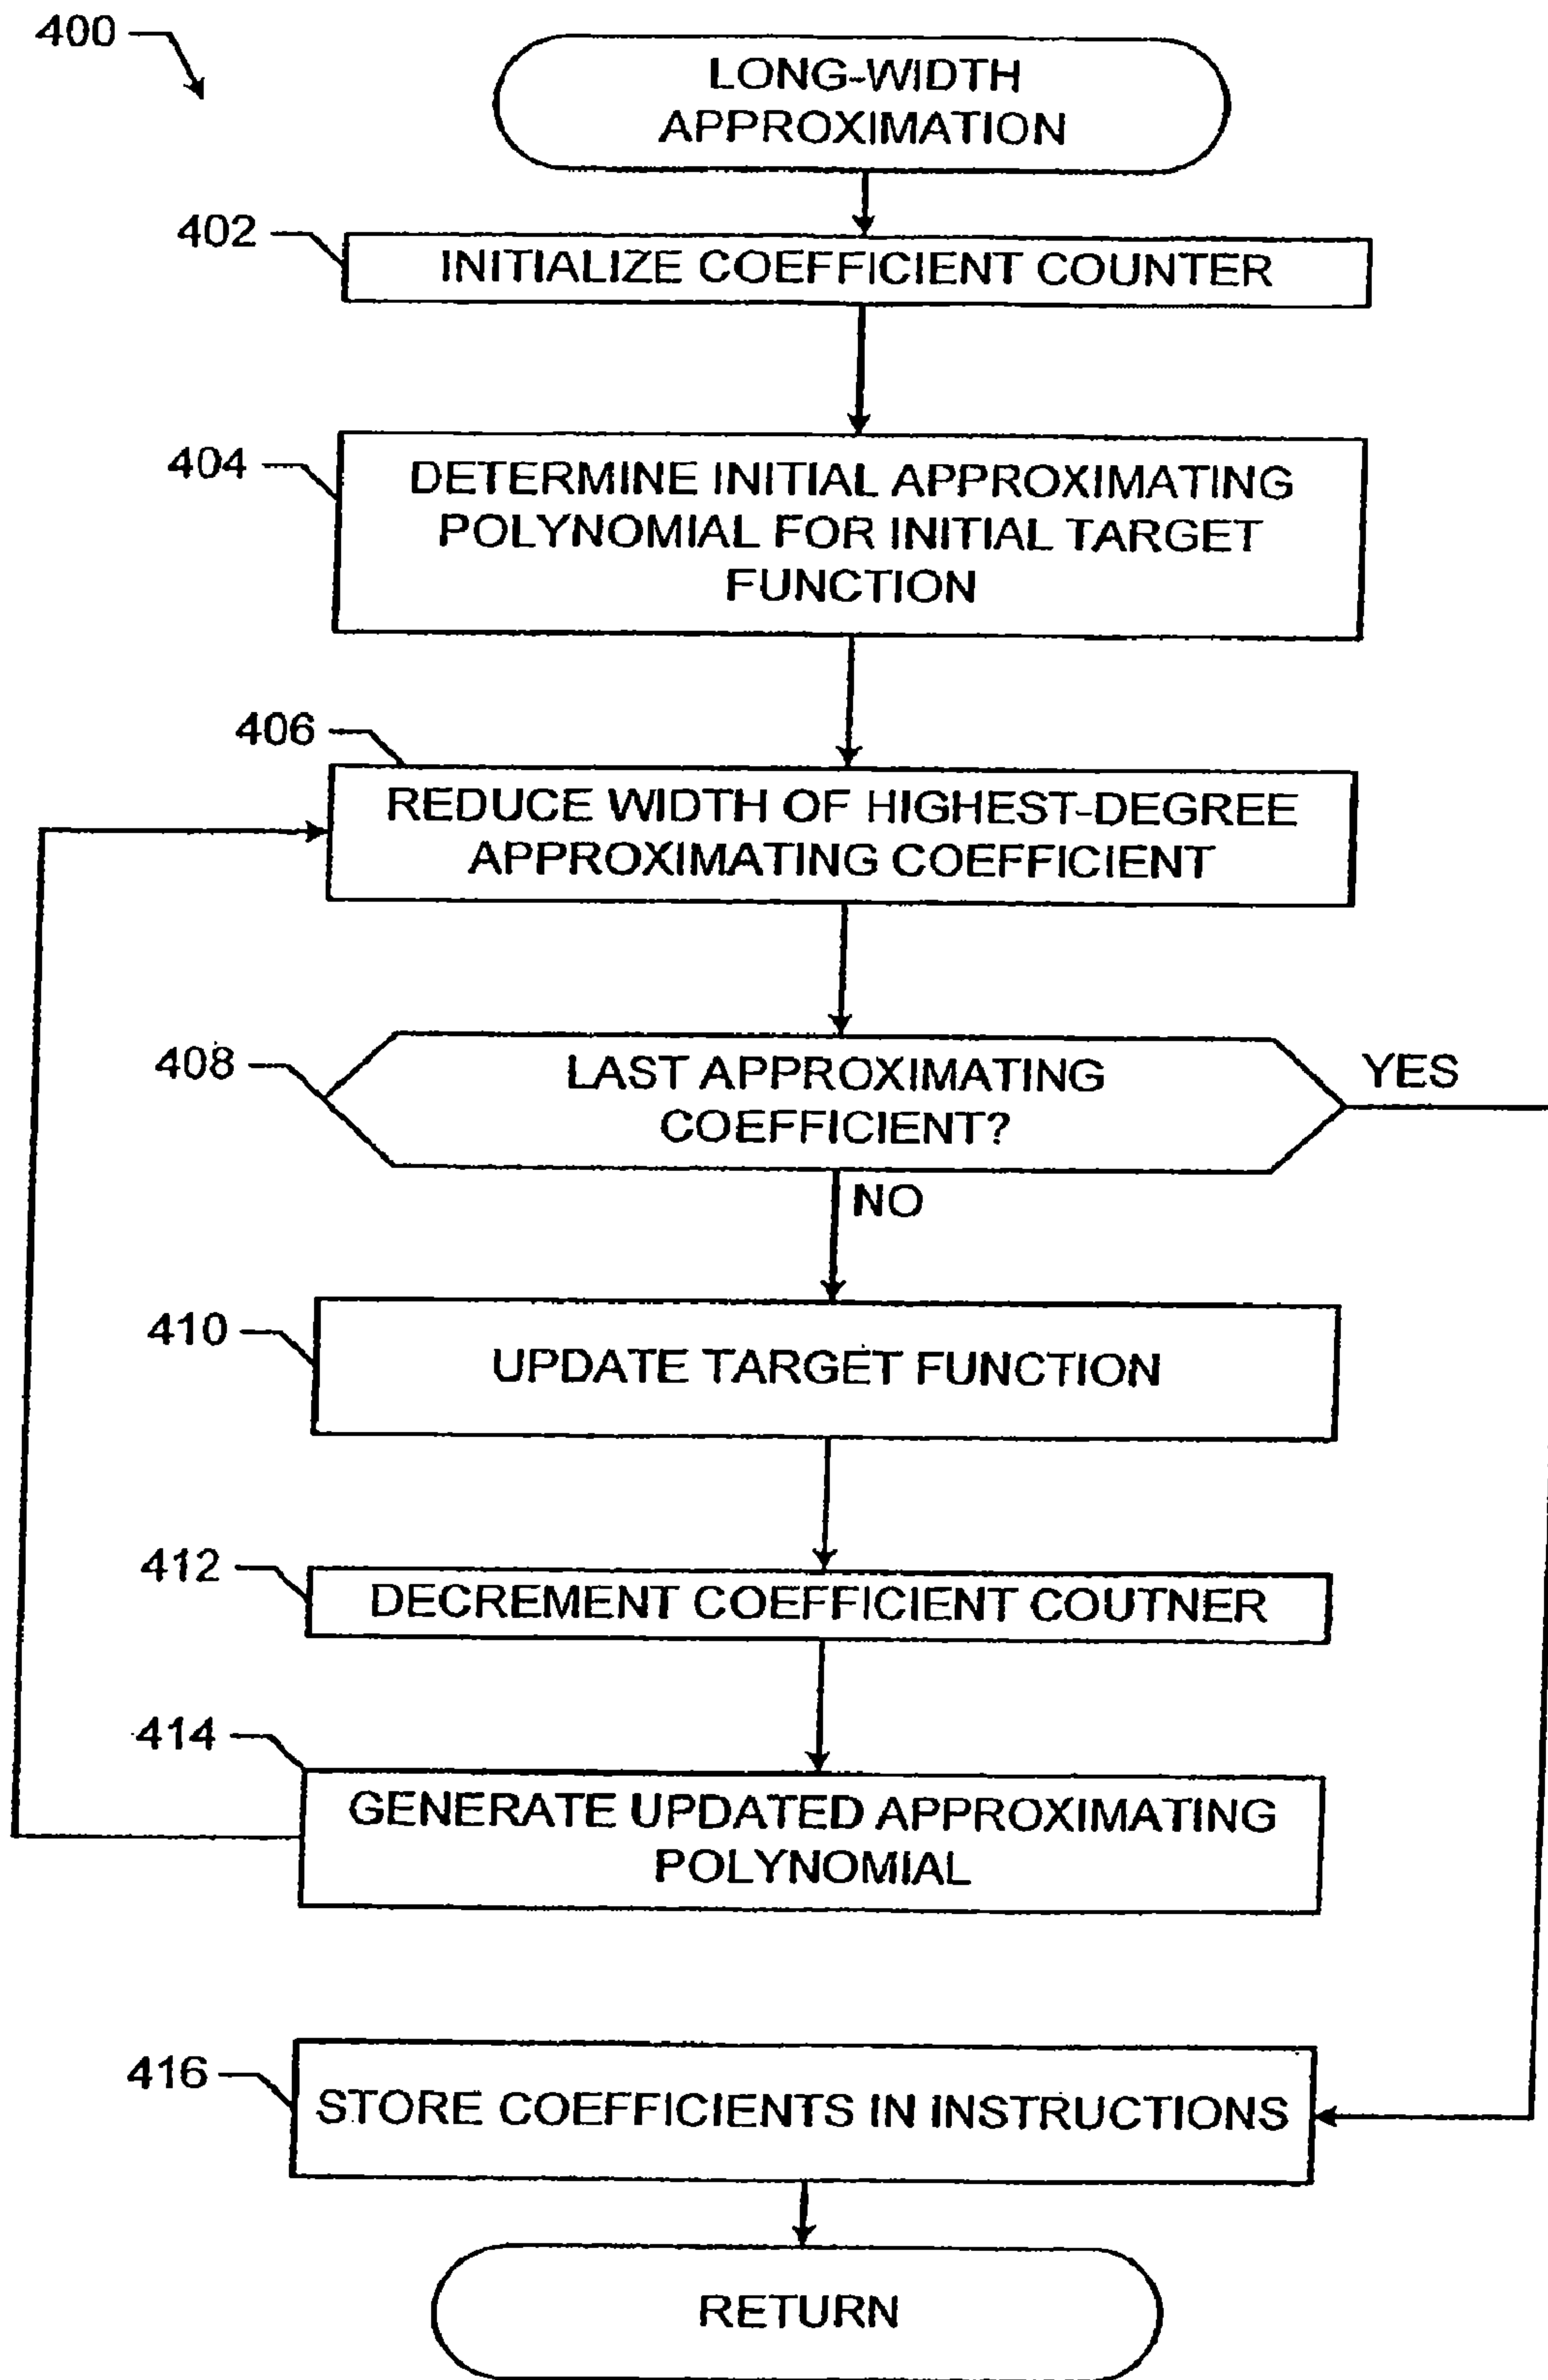 400
LONG-WIDTH
APPROXIMATION
402
INITIALIZE COEFFICIENT COUNTER
404
DETERMINE INITIAL APPROXIMATING
POLYNOMIAL FOR INITIAL TARGET
FUNCTION
406
REDUCE WIDTH OF HIGHEST-DEGREE
APPROXIMATING COEFFICIENT
408
LAST APPROXIMATING
COEFFICIENT?
YES
NO
410
UPDATE TARGET FUNCTION
412
DECREMENT COEFFICIENT COUTNER
414
GENERATE UPDATED APPROXIMATING
POLYNOMIAL
416
STORE COEFFICIENTS IN INSTRUCTIONS
RETURN